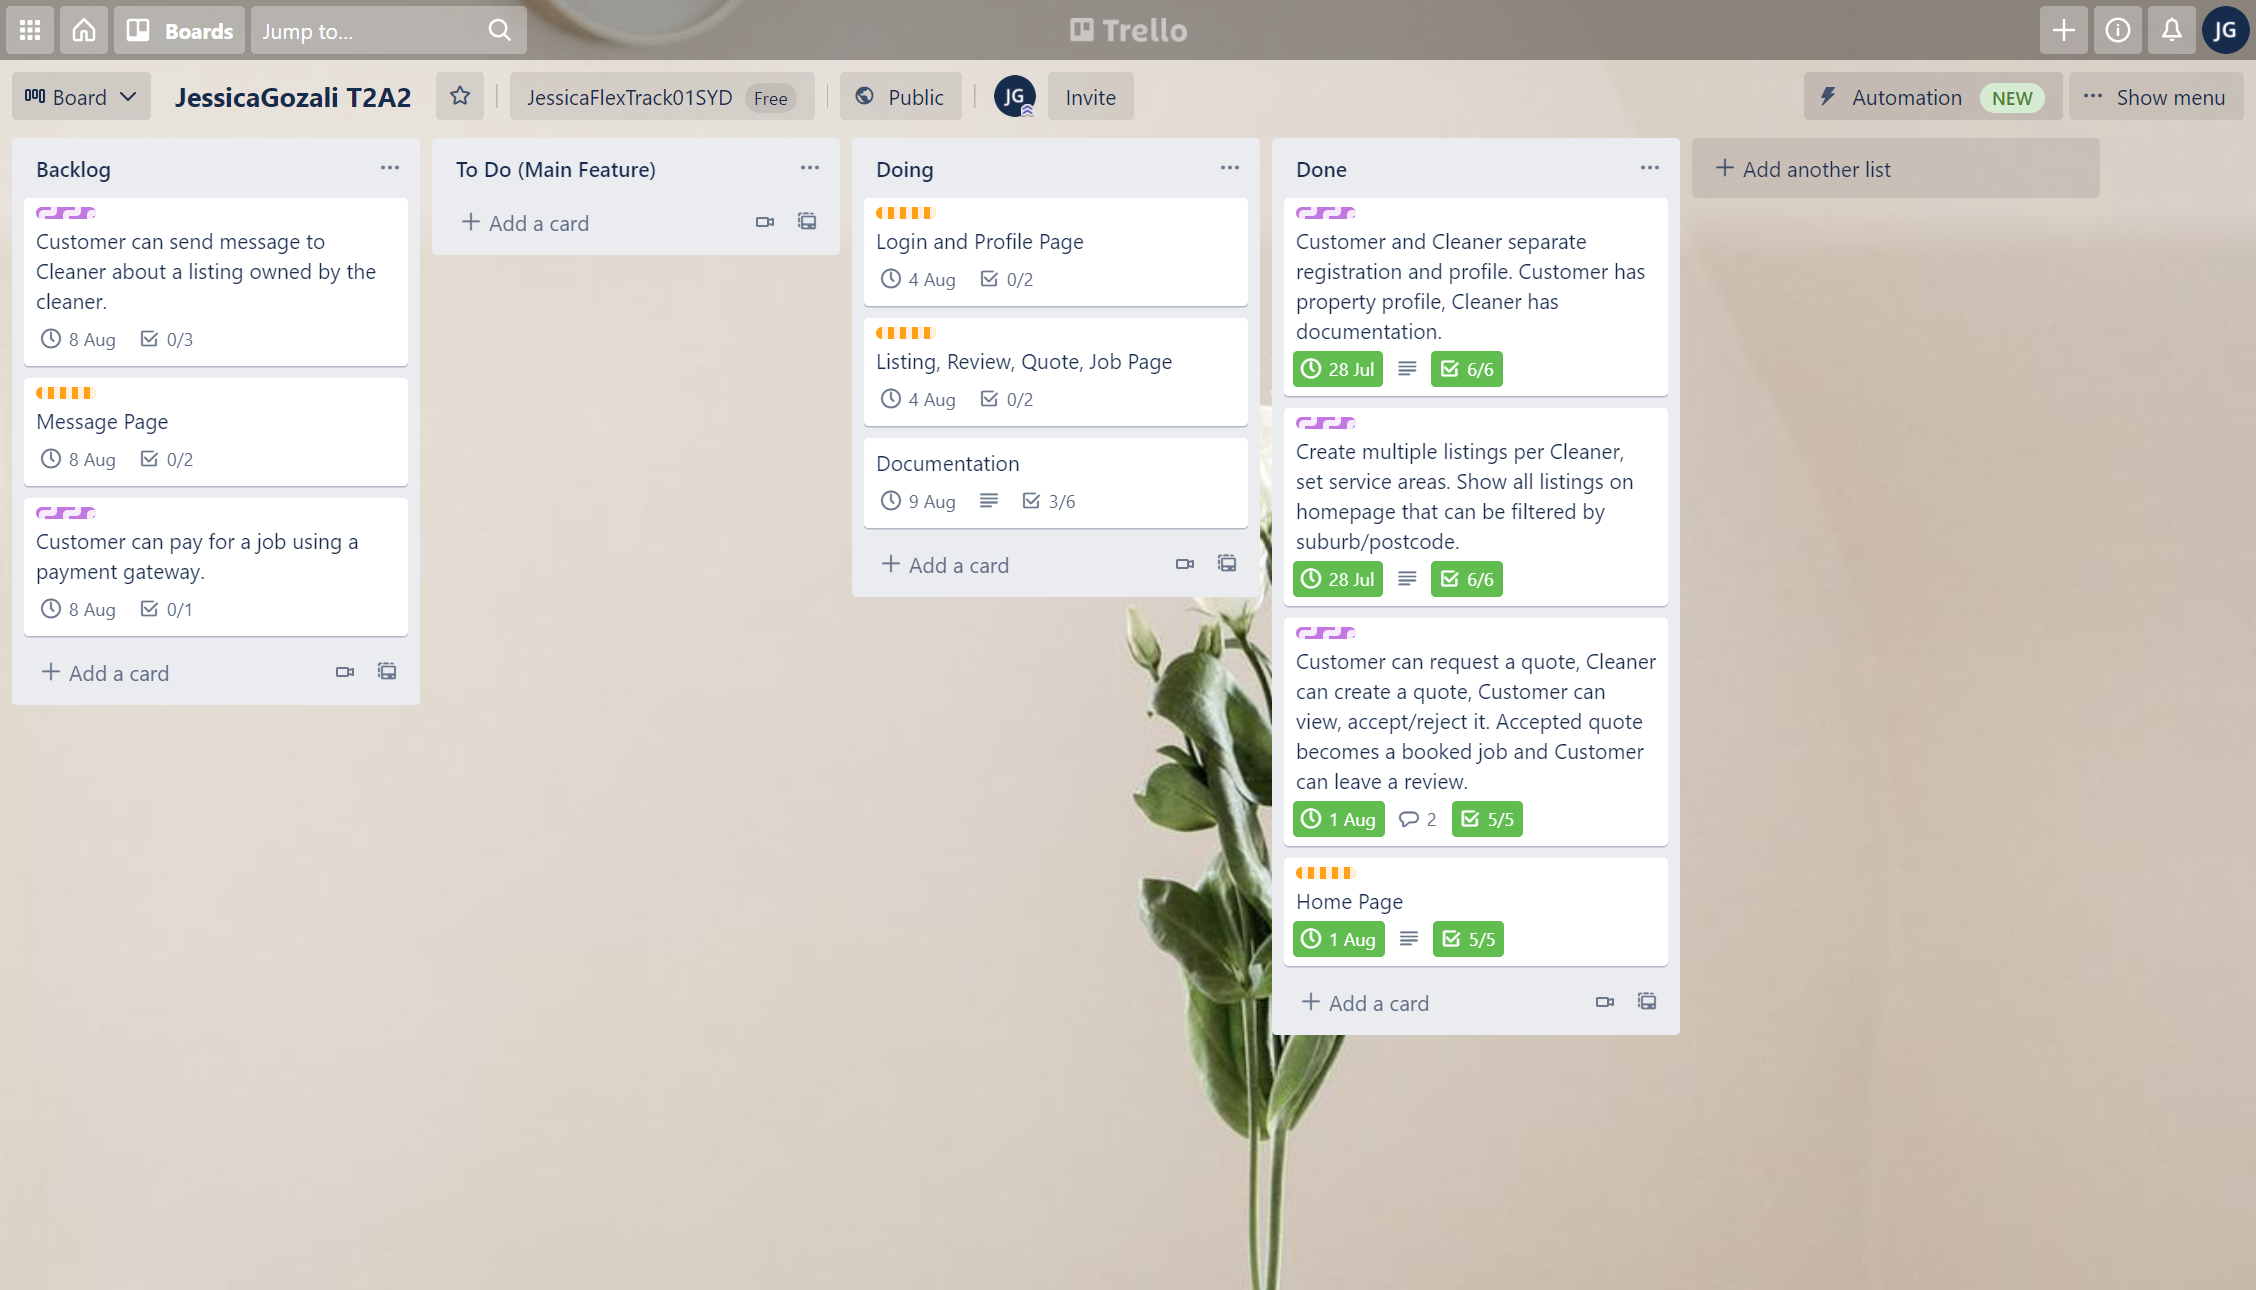 Boards
Jump to...
Trello
JG
Board
JessicaGozali T2A2
JessicaFlexTrack01SYD Free
Public
JG
Invite
Automation NEW
Show menu
Backlog
Customer can send message to
Cleaner about a listing owned by the
cleaner.
8 Aug 0/3
Message Page
8 Aug 0/2
Customer can pay for a job using a
payment gateway.
8 Aug 0/1
Add a card
To Do (Main Feature)
Add a card
Doing
Login and Profile Page
4 Aug 0/2
Listing, Review, Quote, Job Page
4 Aug 0/2
Documentation
9 Aug 3/6
Add a card
Done
Customer and Cleaner separate
registration and profile. Customer has
property profile, Cleaner has
documentation.
28 Jul 6/6
Create multiple listings per Cleaner,
set service areas. Show all listings on
homepage that can be filtered by
suburb/postcode.
28 Jul 6/6
Customer can request a quote, Cleaner
can create a quote, Customer can
view, accept/reject it. Accepted quote
becomes a booked job and Customer
can leave a review.
1 Aug 2 5/5
Home Page
1 Aug 5/5
Add a card
Add another list